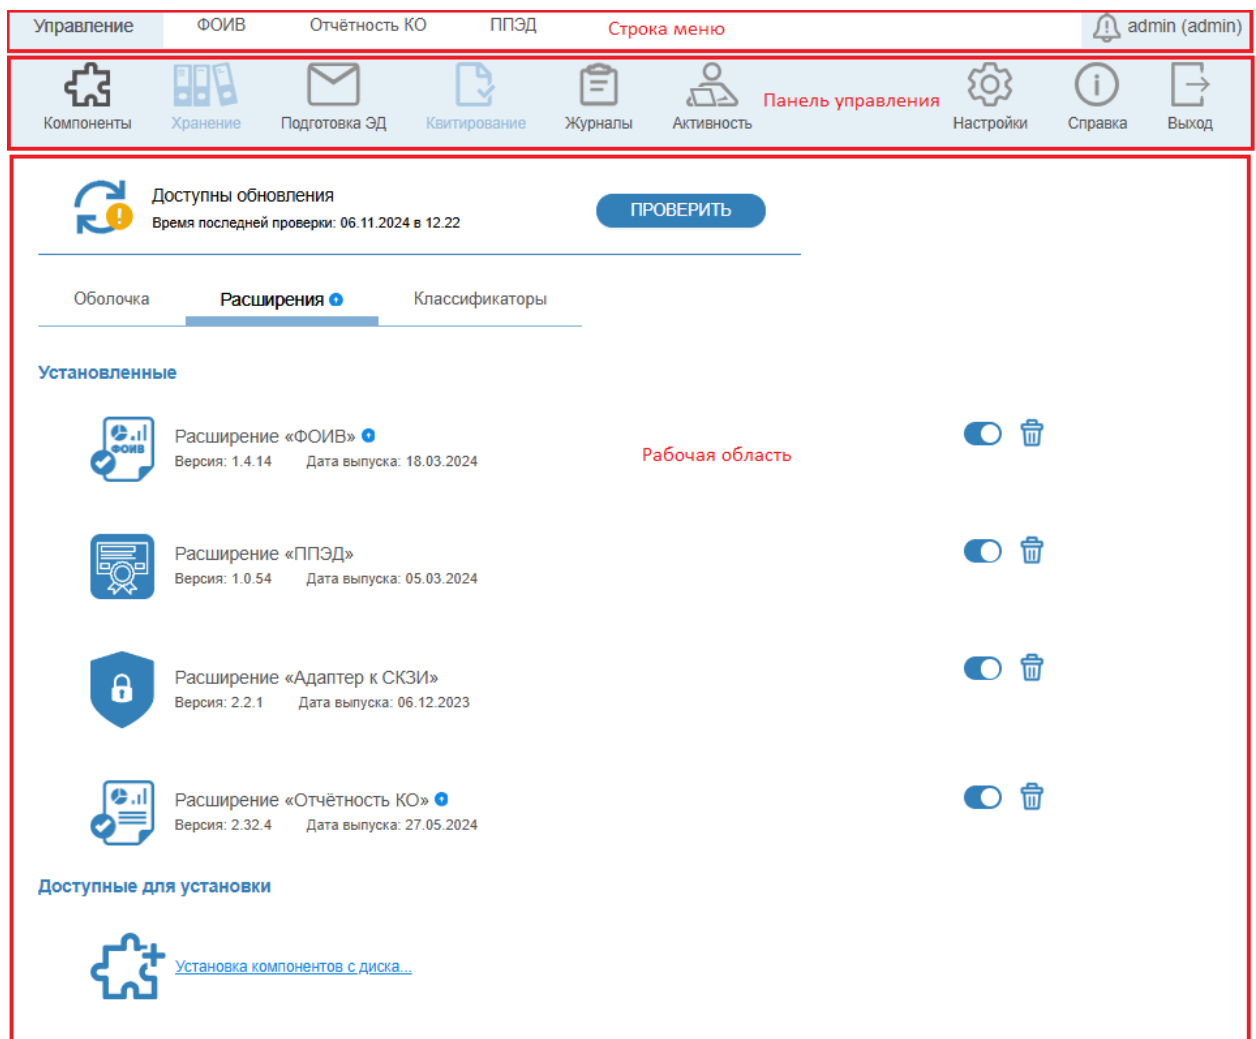 Управление ФОИВ Отчётность КО ППЭД Строка меню admin (admin)
Компоненты Хранение Подготовка ЭД Квитирование Журналы Активность Панель управления Настройки Справка Выход
Доступны обновления
Время последней проверки: 06.11.2024 в 12.22
ПРОВЕРИТЬ
Оболочка Расширения Классификаторы
Установленные
ФОИВ
Расширение «ФОИВ»
Версия: 1.4.14 Дата выпуска: 18.03.2024
Рабочая область
Расширение «ППЭД»
Версия: 1.0.54 Дата выпуска: 05.03.2024
Расширение «Адаптер к СКЗИ»
Версия: 2.2.1 Дата выпуска: 06.12.2023
Расширение «Отчётность КО»
Версия: 2.32.4 Дата выпуска: 27.05.2024
Доступные для установки
Установка компонентов с диска...